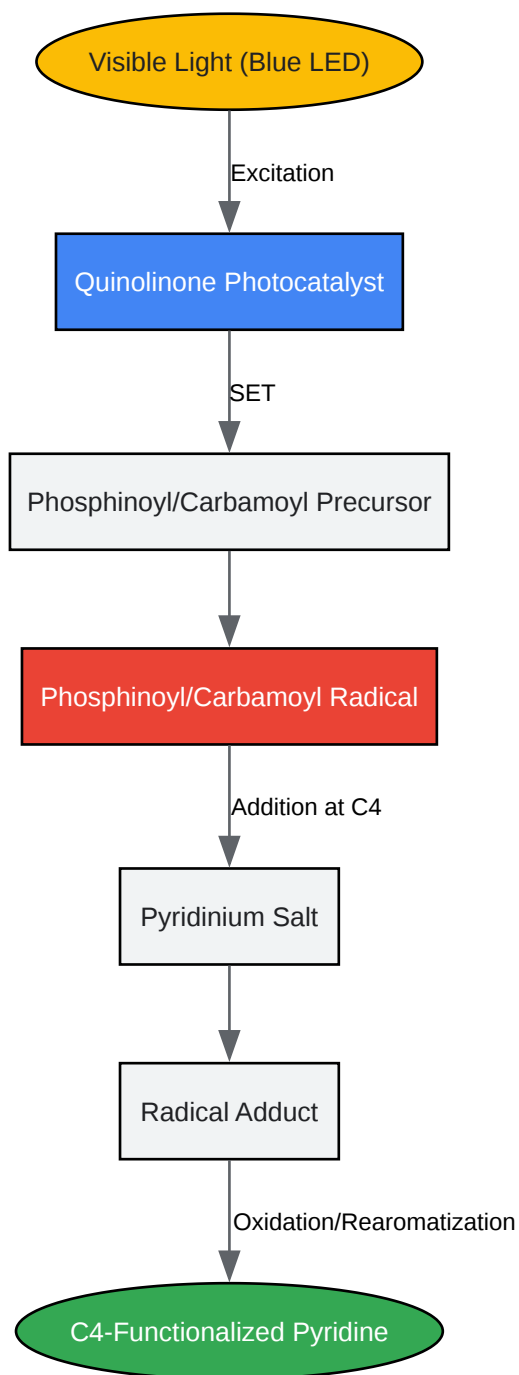 Visible Light (Blue LED)
Excitation
Quinolinone Photocatalyst
SET
Phosphinoyl/Carbamoyl Precursor
Phosphinoyl/Carbamoyl Radical
Addition at C4
Pyridinium Salt
Radical Adduct
Oxidation/Rearomatization
C4-Functionalized Pyridine